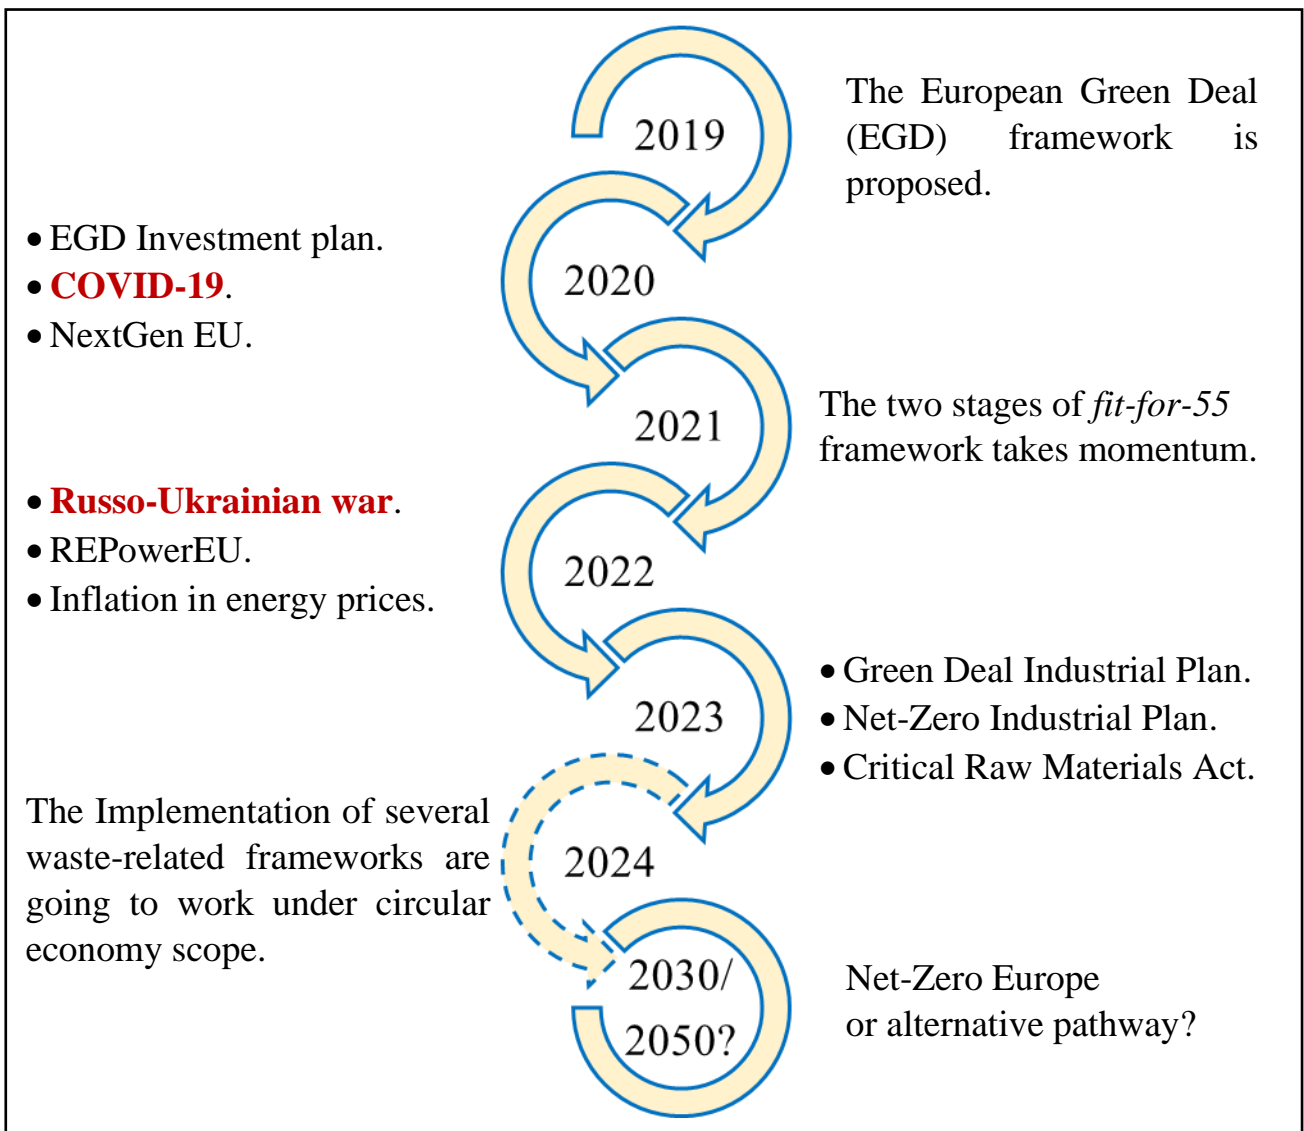 2019
The European Green Deal
(EGD) framework is
proposed.
• EGD Investment plan.
• COVID-19.
• NextGen EU.
2020
2021
The two stages of fit-for-55
framework takes momentum.
• Russo-Ukrainian war.
• REPowerEU.
• Inflation in energy prices.
2022
2023
• Green Deal Industrial Plan.
• Net-Zero Industrial Plan.
• Critical Raw Materials Act.
The Implementation of several
waste-related frameworks are
going to work under circular
economy scope.
2024
2030/
2050?
Net-Zero Europe
or alternative pathway?